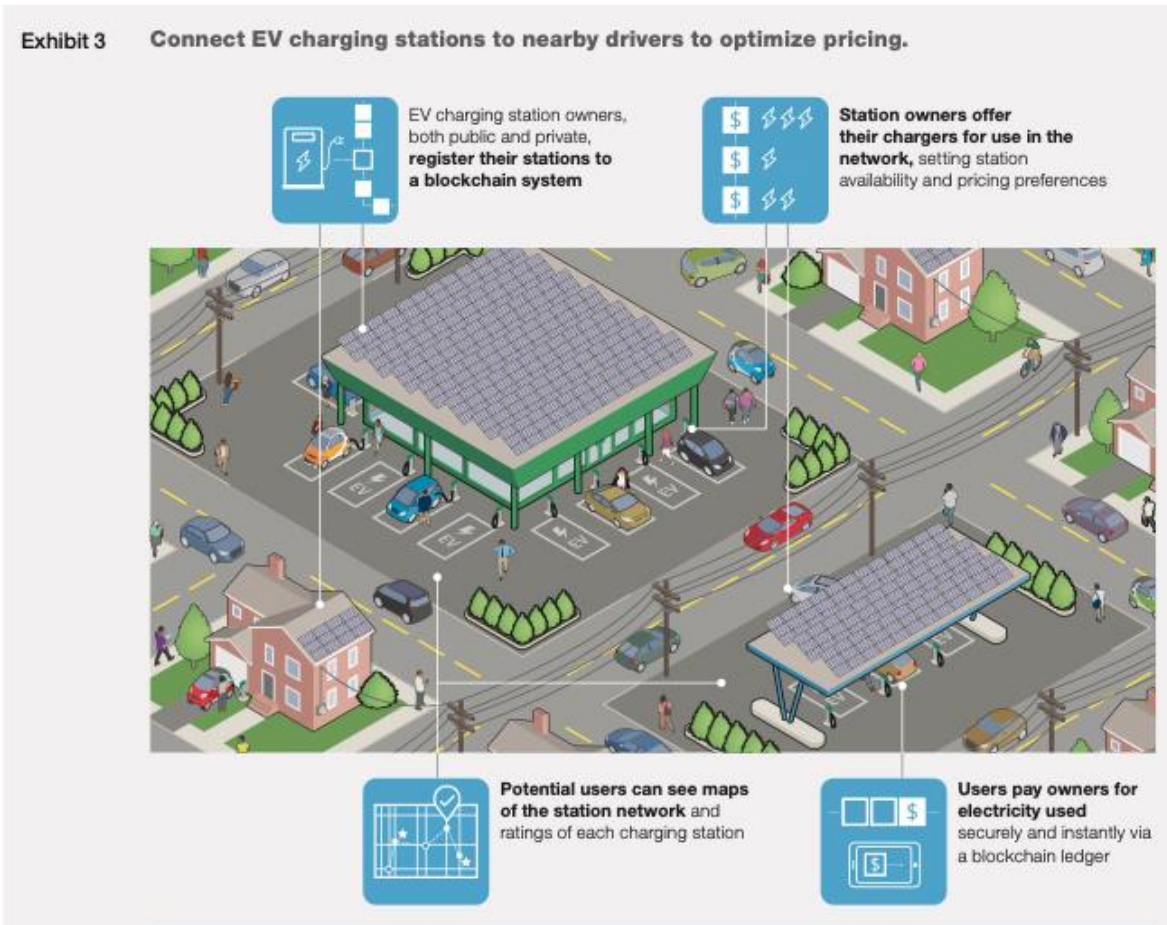 Exhibit 3
Connect EV charging stations to nearby drivers to optimize pricing.
EV charging station owners,
both public and private,
register their stations to
a blockchain system
$
$
$
Station owners offer
their chargers for use in the
network, setting station
availability and pricing preferences
EV
EV
EV
EV
EV
EV
Potential users can see maps
of the station network and
ratings of each charging station
$
$
Users pay owners for
electricity used
securely and instantly via
a blockchain ledger